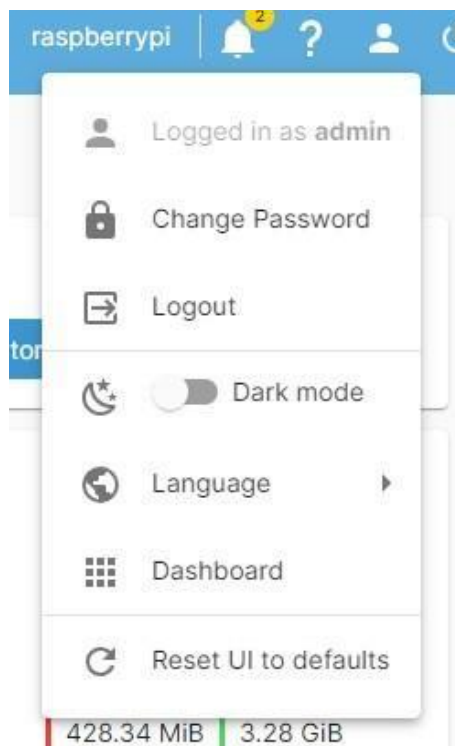 raspberrypi 2 ?
Logged in as admin
Change Password
Logout
tor
Dark mode
Language
Dashboard
Reset UI to defaults
428.34 MiB 3.28 GiB